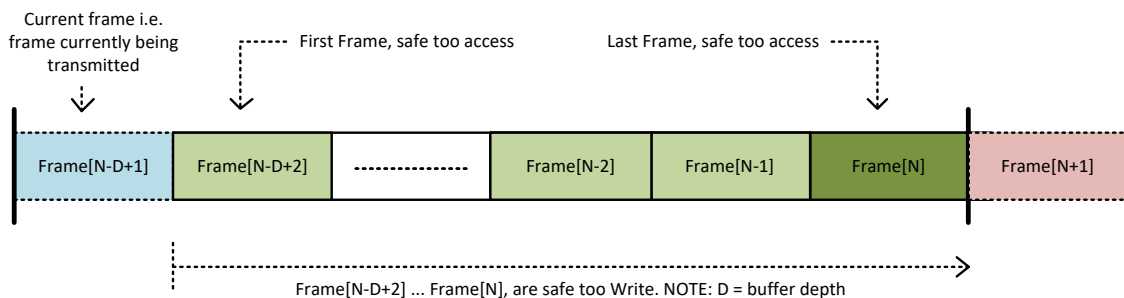 Current frame i.e.
frame currently being
transmitted
First Frame, safe too access
Last Frame, safe too access
Frame[N-D+1]
Frame[N-D+2]
Frame[N-2]
Frame[N-1]
Frame[N]
Frame[N+1]
Frame[N-D+2] ... Frame[N], are safe too Write. NOTE: D = buffer depth